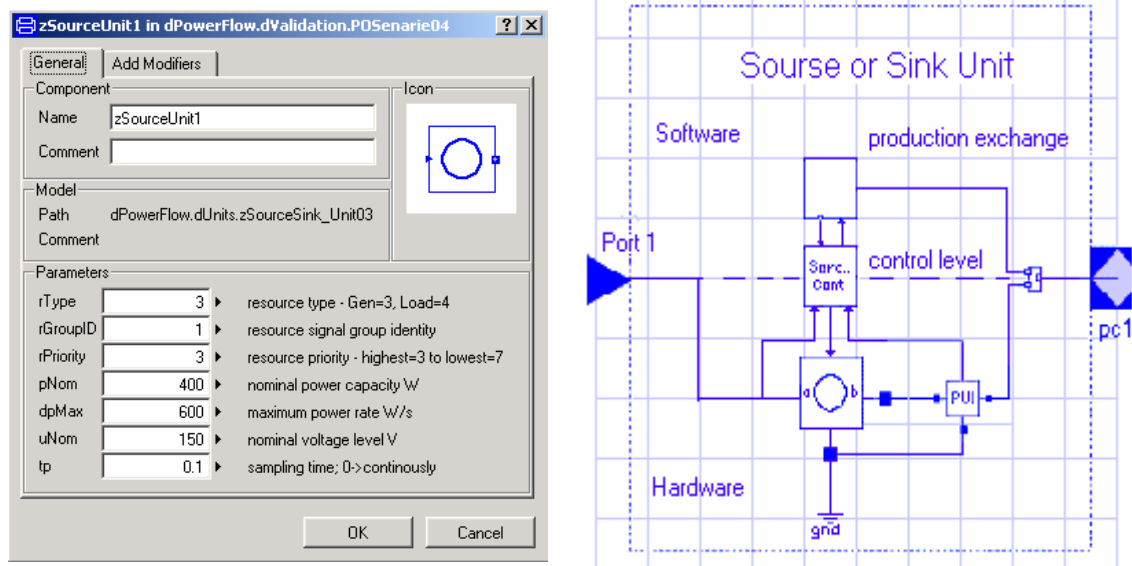 zSourceUnit1 in dPowerFlow.dValidation.POSenarie04
General Add Modifiers
Component
Name zSourceUnit1
Comment
Icon
Model
Path dPowerFlow.dUnits.zSourceSink_Unit03
Comment
Parameters
rType 3 resource type - Gen=3, Load=4
rGroupID 1 resource signal group identity
rPriority 3 resource priority - highest=3 to lowest=7
pNom 400 nominal power capacity W
dpMax 600 maximum power rate W/s
uNom 150 nominal voltage level V
tp 0.1 sampling time; 0->continously
OK Cancel
Sourse or Sink Unit
Software production exchange
Port 1
Sorc.. control level
Cont
pc1
a b PUI
Hardware
gnd